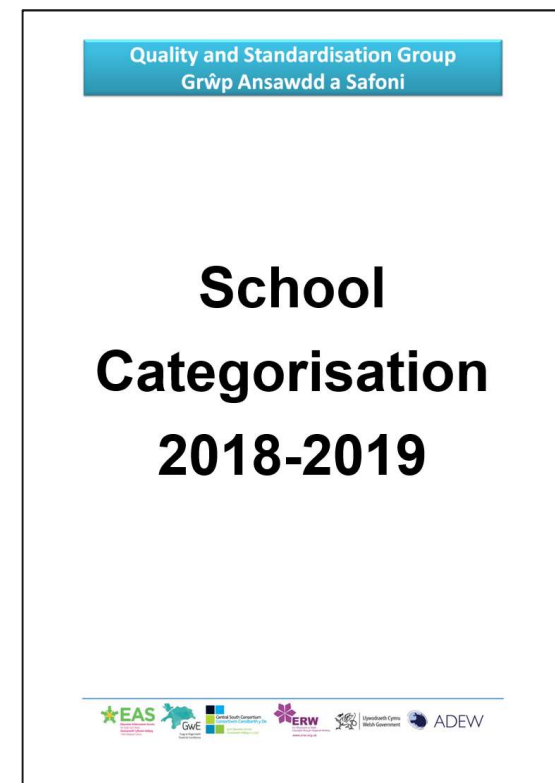 Quality and Standardisation Group
Grŵp Ansawdd a Safoni
School
Categorisation
2018-2019
EAS
GwE
Central South Consortium
ERW
Llywodraeth Cymru
Welsh Government
ADEW